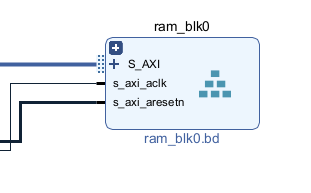 ram_blk0
S_AXI
s_axi_aclk
s_axi_aresetn
ram_blk0.bd